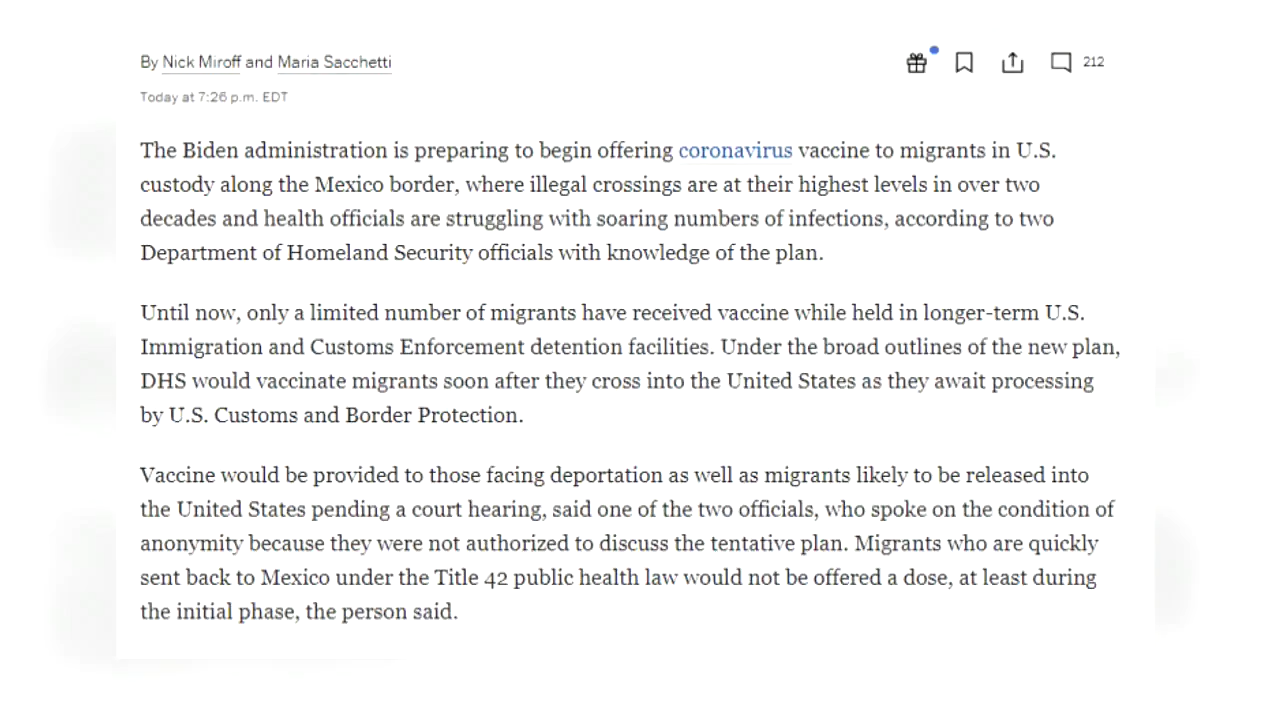 By Nick Miroff and Maria Sacchetti
212
Today at 7:26 p.m. EDT
The Biden administration is preparing to begin offering coronavirus vaccine to migrants in U.S.
custody along the Mexico border, where illegal crossings are at their highest levels in over two
decades and health officials are struggling with soaring numbers of infections, according to two
Department of Homeland Security officials with knowledge of the plan.
Until now, only a limited number of migrants have received vaccine while held in longer-term U.S.
Immigration and Customs Enforcement detention facilities. Under the broad outlines of the new plan,
DHS would vaccinate migrants soon after they cross into the United States as they await processing
by U.S. Customs and Border Protection.
Vaccine would be provided to those facing deportation as well as migrants likely to be released into
the United States pending a court hearing, said one of the two officials, who spoke on the condition of
anonymity because they were not authorized to discuss the tentative plan. Migrants who are quickly
sent back to Mexico under the Title 42 public health law would not be offered a dose, at least during
the initial phase, the person said.